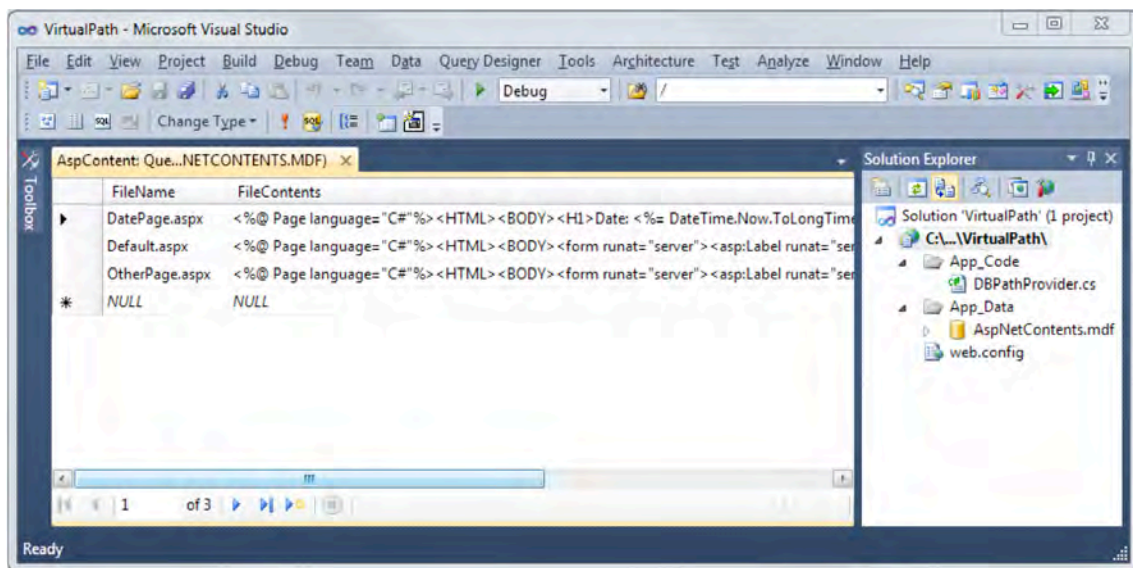 VirtualPath - Microsoft Visual Studio
File Edit View Project Build Debug Team Data Query Designer Tools Architecture Test Analyze Window Help
Debug /
SQL Change Type SQL
Toolbox
AspContent: Que...NETCONTENTS.MDF)
FileName FileContents
DatePage.aspx <%@ Page language="C#"%><HTML><BODY><H1>Date: <%= DateTime.Now.ToLongTime
Default.aspx <%@ Page language="C#"%><HTML><BODY><form runat="server"><asp:Label runat="ser
OtherPage.aspx <%@ Page language="C#"%><HTML><BODY><form runat="server"><asp:Label runat="ser
NULL NULL
1 of 3
Solution Explorer
Solution 'VirtualPath' (1 project)
C:\...\VirtualPath\
App_Code
DBPathProvider.cs
App_Data
AspNetContents.mdf
web.config
Ready